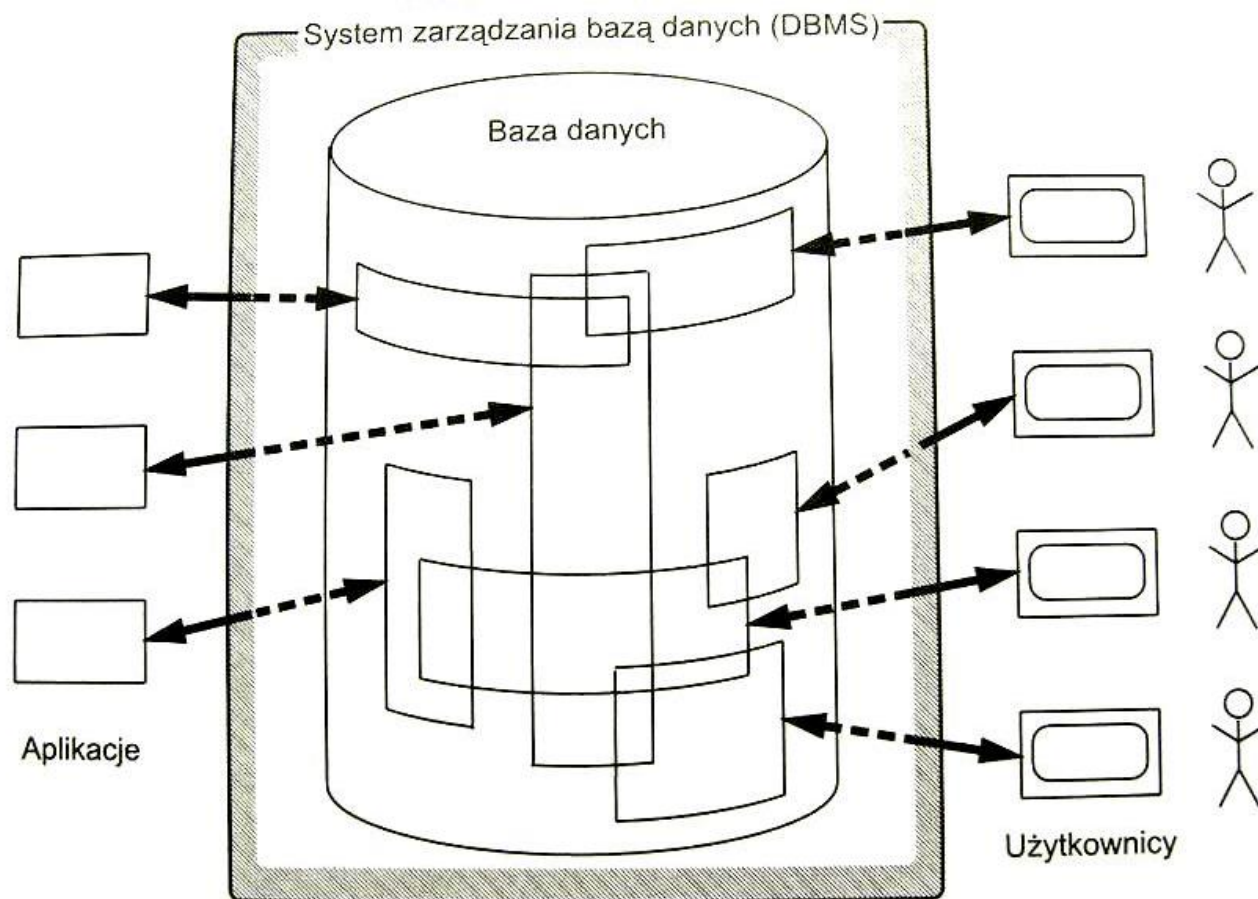 System zarządzania bazą danych (DBMS)
Baza danych
Aplikacje
Użytkownicy